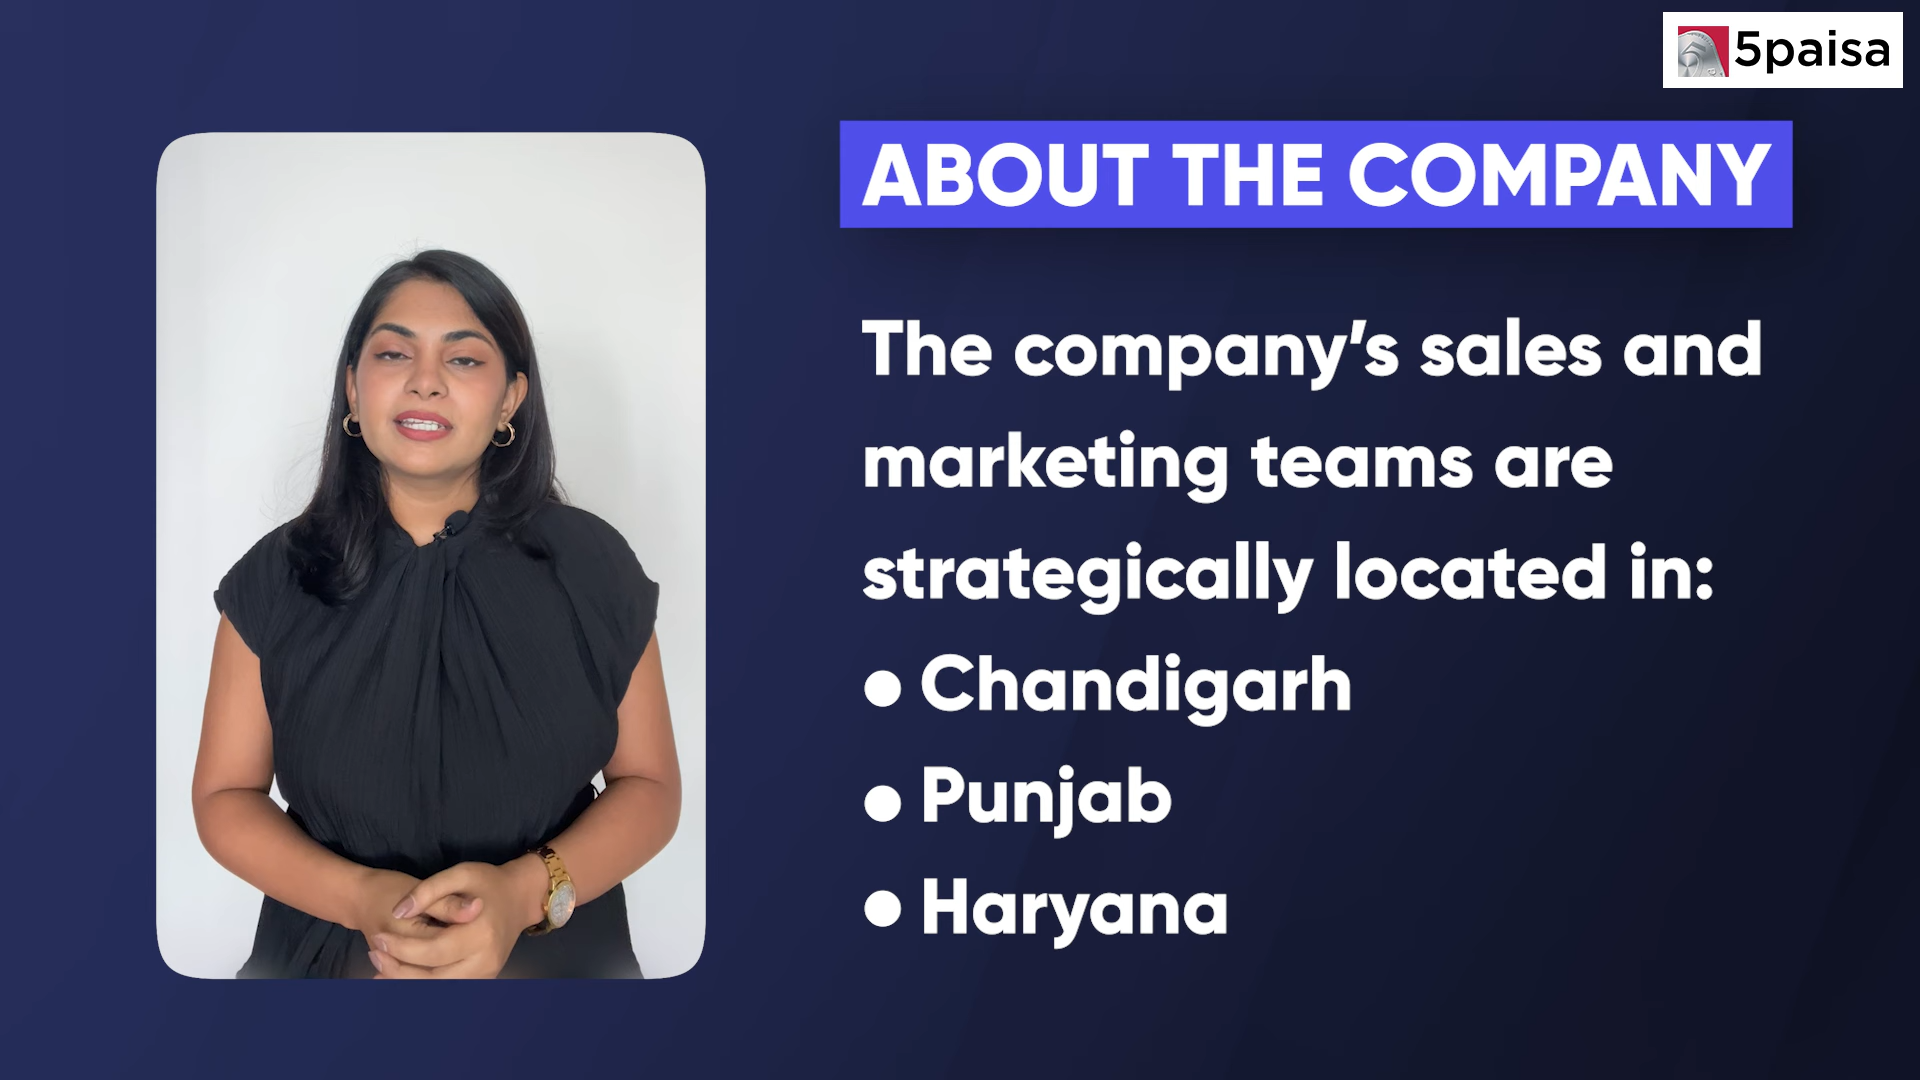 5paisa
ABOUT THE COMPANY
The company’s sales and
marketing teams are
strategically located in:
● Chandigarh
● Punjab
● Haryana